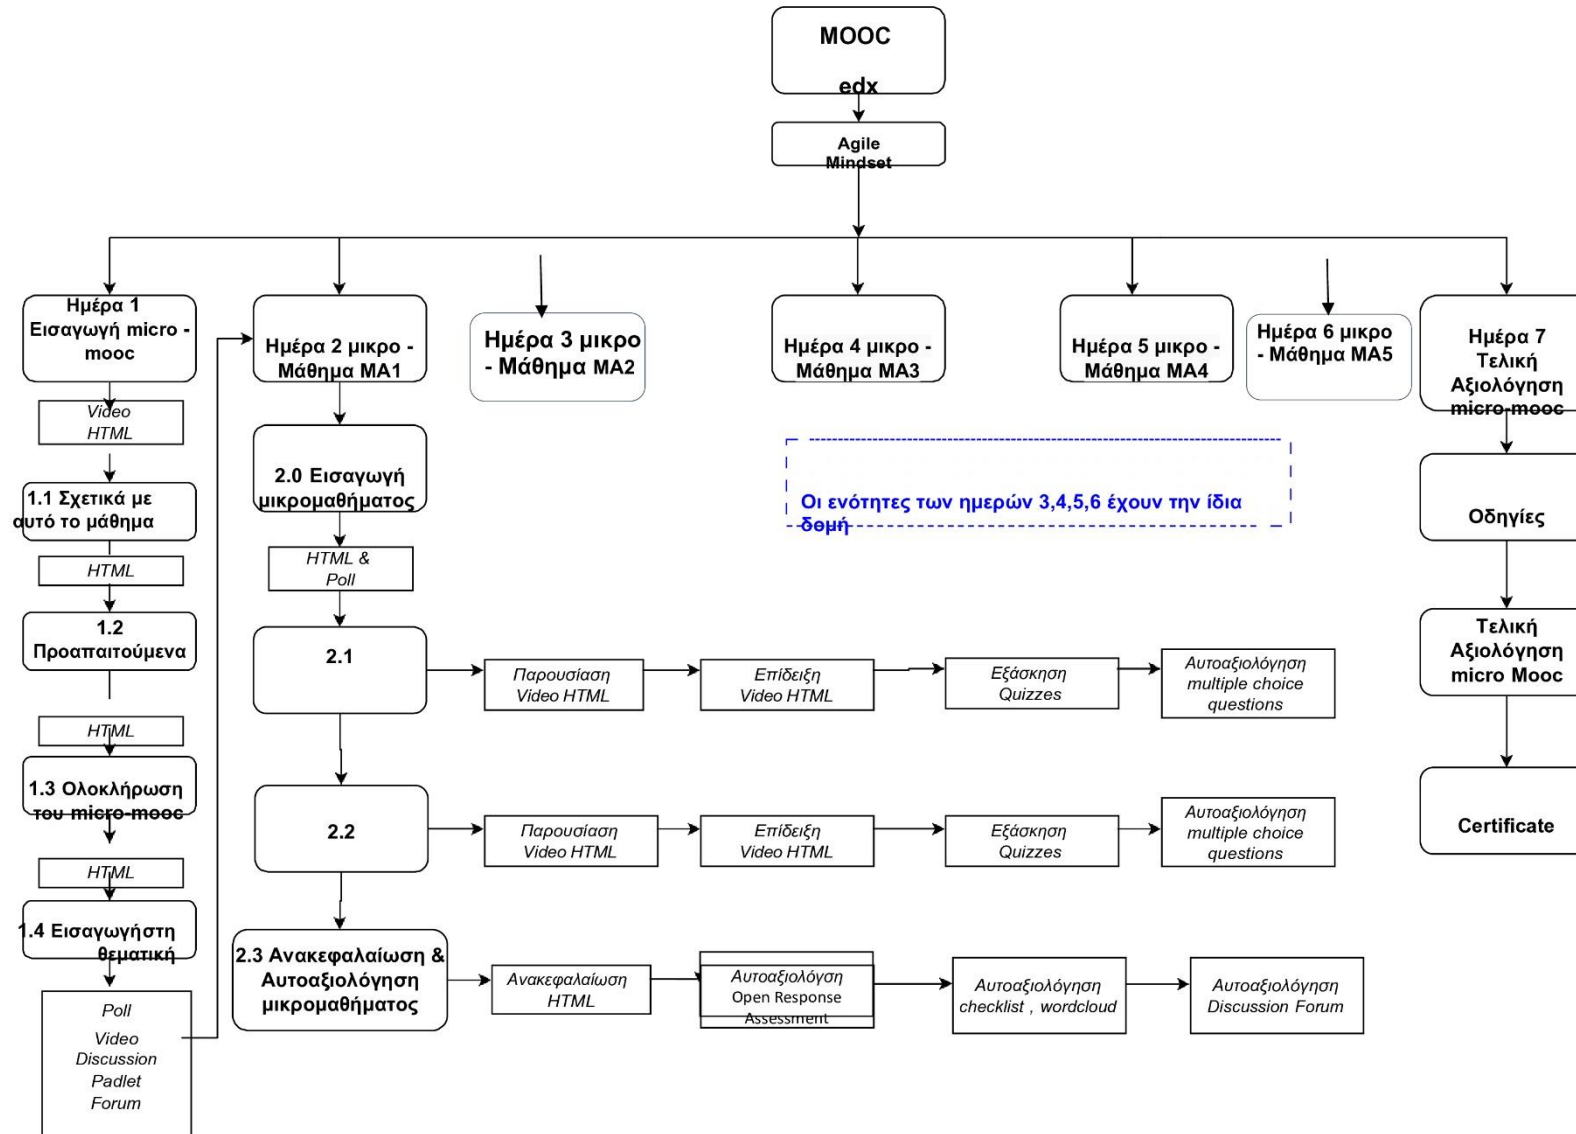 MOOC
edx
Agile
Mindset
Ημέρα 1
Εισαγωγή micro -
mooc
Ημέρα 2 μικρο -
Μάθημα ΜΑ1
Ημέρα 3 μικρο
- Μάθημα ΜΑ2
Ημέρα 4 μικρο -
Μάθημα ΜΑ3
Ημέρα 5 μικρο -
Μάθημα ΜΑ4
Ημέρα 6 μικρο
- Μάθημα ΜΑ5
Ημέρα 7
Τελική
Αξιολόγηση
micro-mooc
Video
HTML
1.1 Σχετικά με
αυτό το μάθημα
HTML
1.2
Προαπαιτούμενα
HTML
1.3 Ολοκλήρωση
του micro-mooc
HTML
1.4 Εισαγωγήστη
θεματική
Poll
Video
Discussion
Padlet
Forum
2.0 Εισαγωγή
μικρομαθήματος
HTML &
Poll
2.1
Παρουσίαση
Video HTML
Επίδειξη
Video HTML
Εξάσκηση
Quizzes
Αυτοαξιολόγηση
multiple choice
questions
2.2
Παρουσίαση
Video HTML
Επίδειξη
Video HTML
Εξάσκηση
Quizzes
Αυτοαξιολόγηση
multiple choice
questions
2.3 Ανακεφαλαίωση &
Αυτοαξιολόγηση
μικρομαθήματος
Ανακεφαλαίωση
HTML
Αυτοαξιολόγση
Open Response
Assessment
Αυτοαξιολόγηση
checklist , wordcloud
Αυτοαξιολόγηση
Discussion Forum
Οι ενότητες των ημερών 3,4,5,6 έχουν την ίδια
δομή
Οδηγίες
Τελική
Αξιολόγηση
micro Mooc
Certificate